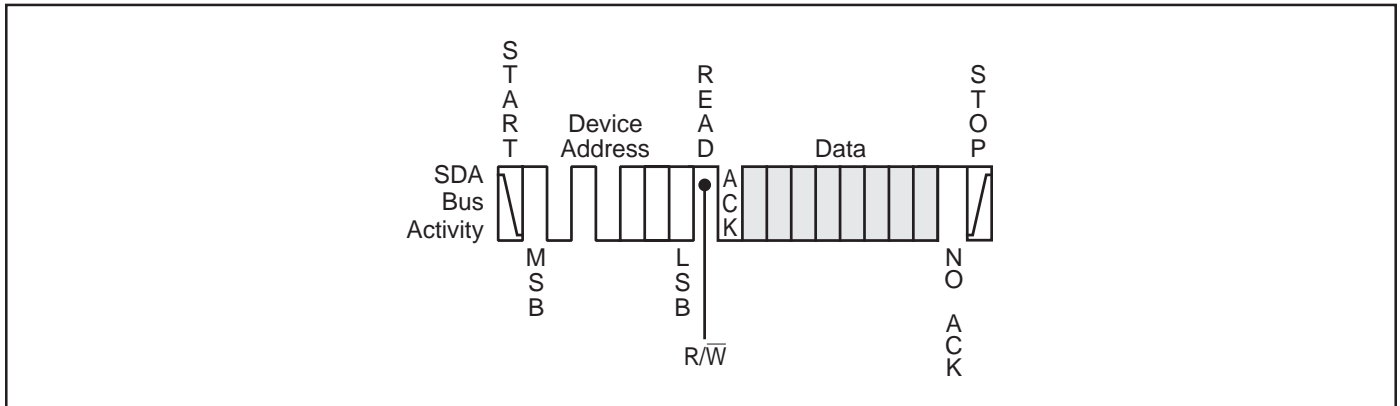 START
Device
Address
READ
Data
STOP
SDA
Bus
Activity
ACK
MSB
LSB
NO ACK
R/W̅